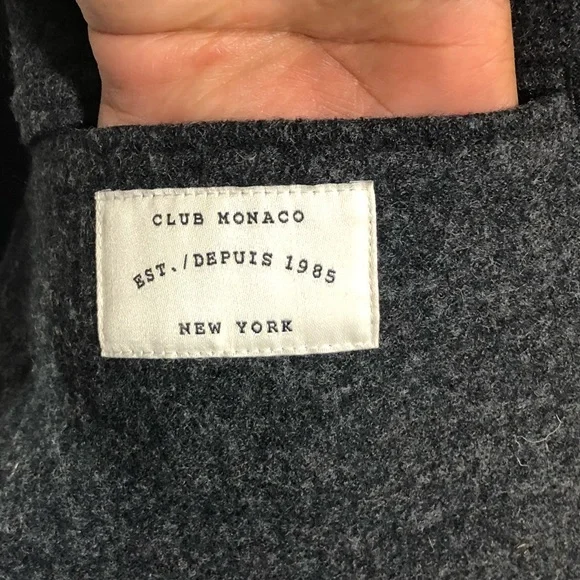 CLUB MONACO
EST./DEPUIS 1985
NEW YORK